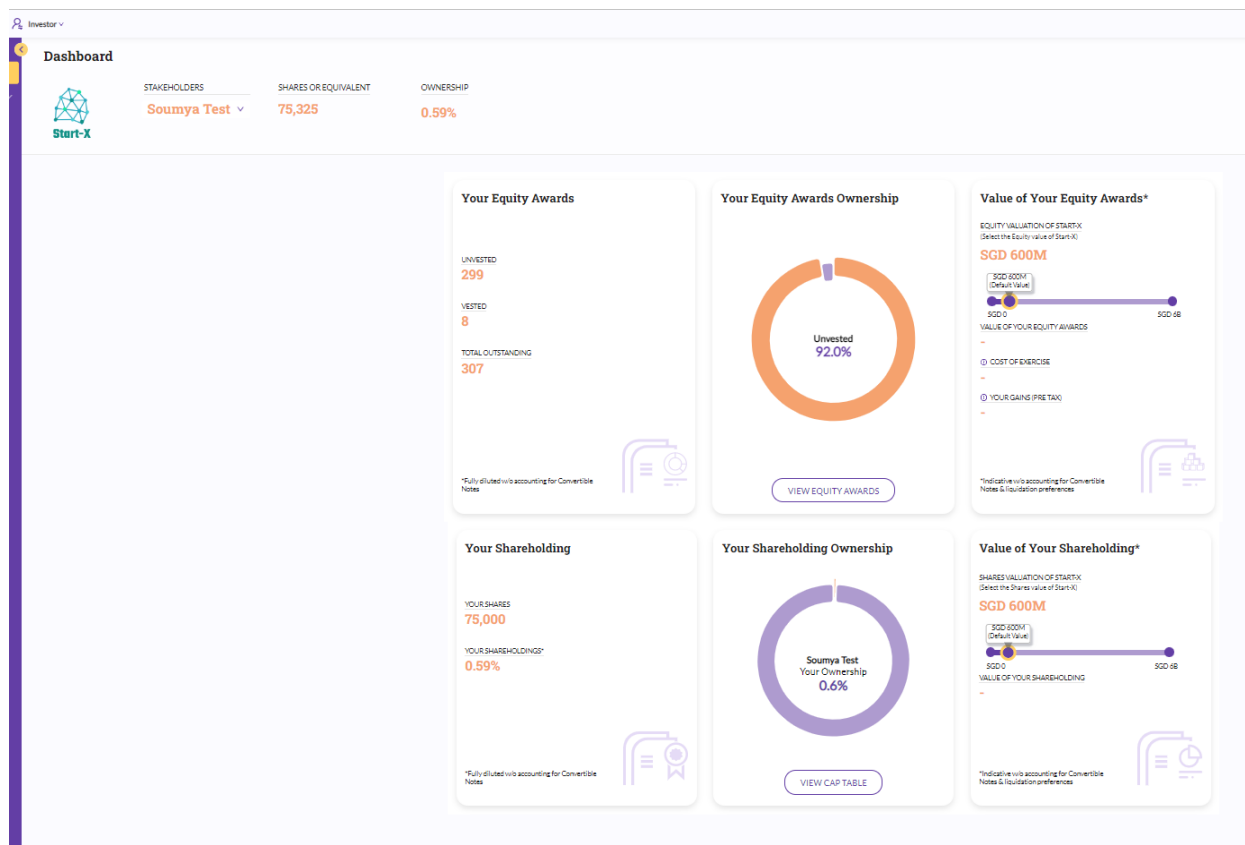 Investor
Dashboard
STAKEHOLDERS
SHARES OR EQUIVALENT
OWNERSHIP
Soumya Test
75,325
0.59%
Start-X
Your Equity Awards
UNVESTED
299
VESTED
8
TOTAL OUTSTANDING
307
*Fully diluted w/o accounting for Convertible
Notes
Your Equity Awards Ownership
Unvested
92.0%
VIEW EQUITY AWARDS
Value of Your Equity Awards*
EQUITY VALUATION OF START-X
(Select the Equity value of Start-X)
SGD 600M
SGD 600M
(Default Value)
SGD 0
SGD 6B
VALUE OF YOUR EQUITY AWARDS
-
COST OF EXERCISE
-
YOUR GAINS (PRE TAX)
-
*Indicative w/o accounting for Convertible
Notes & liquidation preferences
Your Shareholding
YOUR SHARES
75,000
YOUR SHAREHOLDINGS*
0.59%
*Fully diluted w/o accounting for Convertible
Notes
Your Shareholding Ownership
Soumya Test
Your Ownership
0.6%
VIEW CAP TABLE
Value of Your Shareholding*
SHARES VALUATION OF START-X
(Select the Shares value of Start-X)
SGD 600M
SGD 600M
(Default Value)
SGD 0
SGD 6B
VALUE OF YOUR SHAREHOLDING
-
*Indicative w/o accounting for Convertible
Notes & liquidation preferences